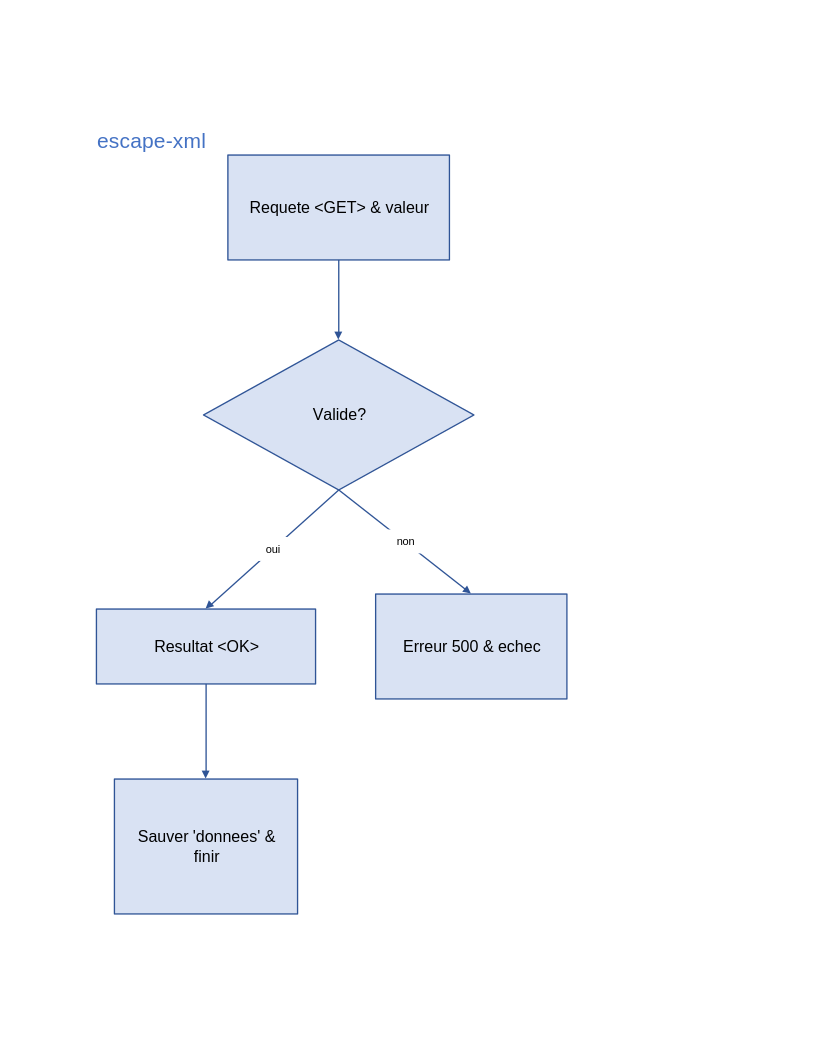 escape-xml
Requete <GET> & valeur
Valide?
oui
non
Resultat <OK>
Erreur 500 & echec
Sauver 'donnees' &
finir